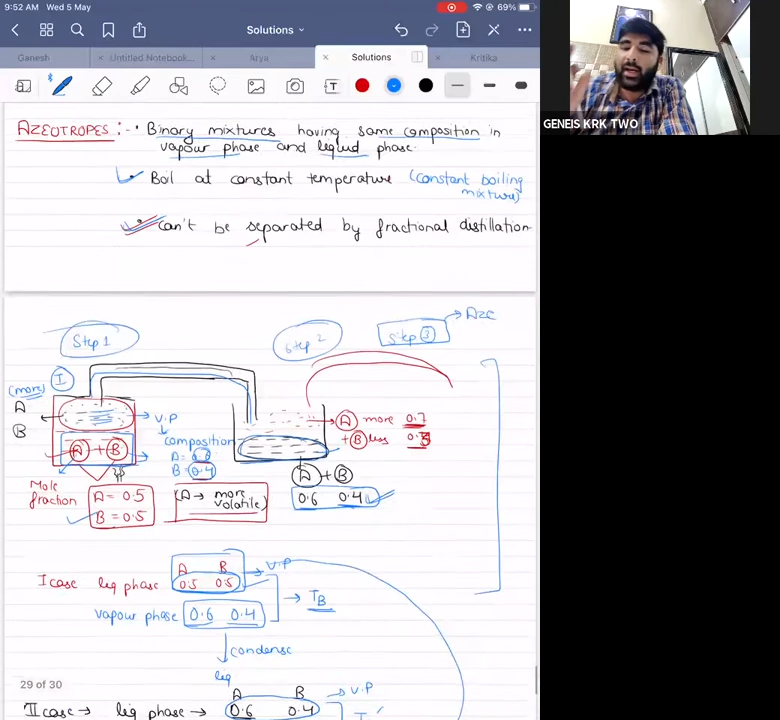 9:52 AM Wed 5 May
69%
Solutions
Ganesh
Untitled Notebook...
Arya
Solutions
Kritika
GENEIS KRK TWO
AZEOTROPES:- • Binary mixtures having same composition in
vapour phase and liquid phase.
Boil at constant temperature (constant boiling
mixture)
can't be separated by fractional distillation
Step 1
Step 2
Step 3
Aze
(more) I
A
B
V.P
composition
A = 0.6
B = 0.4
A + B
Mole
fraction
A = 0.5
B = 0.5
(A → more
volatile)
A more 0.7
+ B less 0.3
A + B
0.6 0.4
I case liq phase
A B
0.5 0.5
V.P
vapour phase 0.6 0.4
→ TB
condense
liq
A B
II case → liq phase → 0.6 0.4
→ V.P
29 of 30